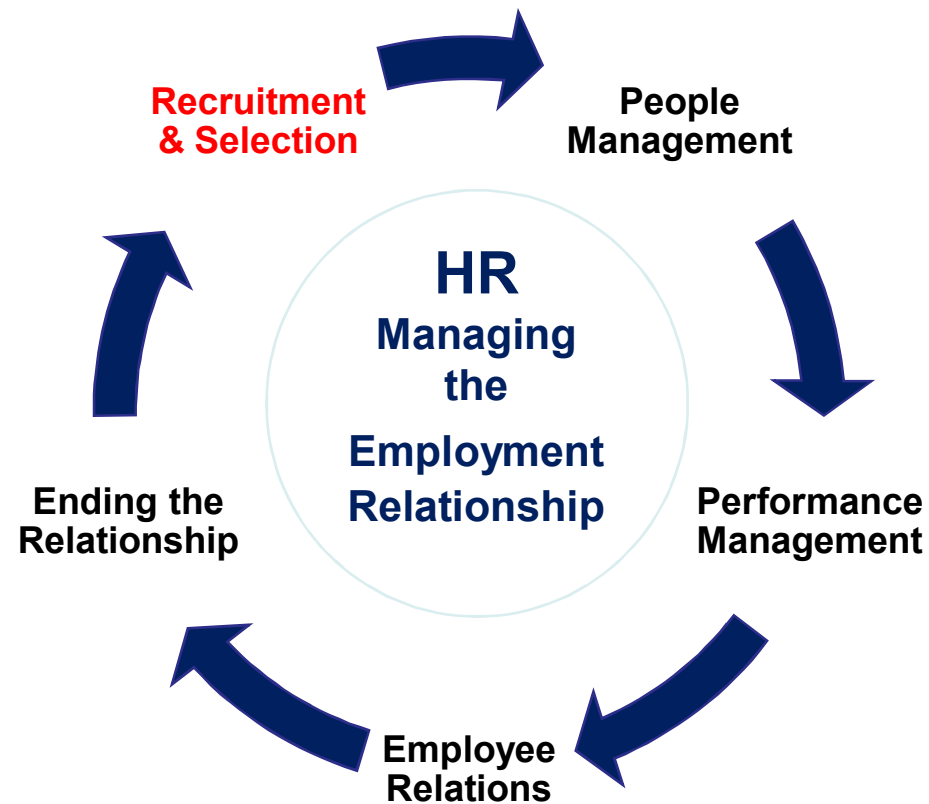 Recruitment
& Selection
People
Management
HR
Managing
the
Employment
Relationship
Ending the
Relationship
Performance
Management
Employee
Relations